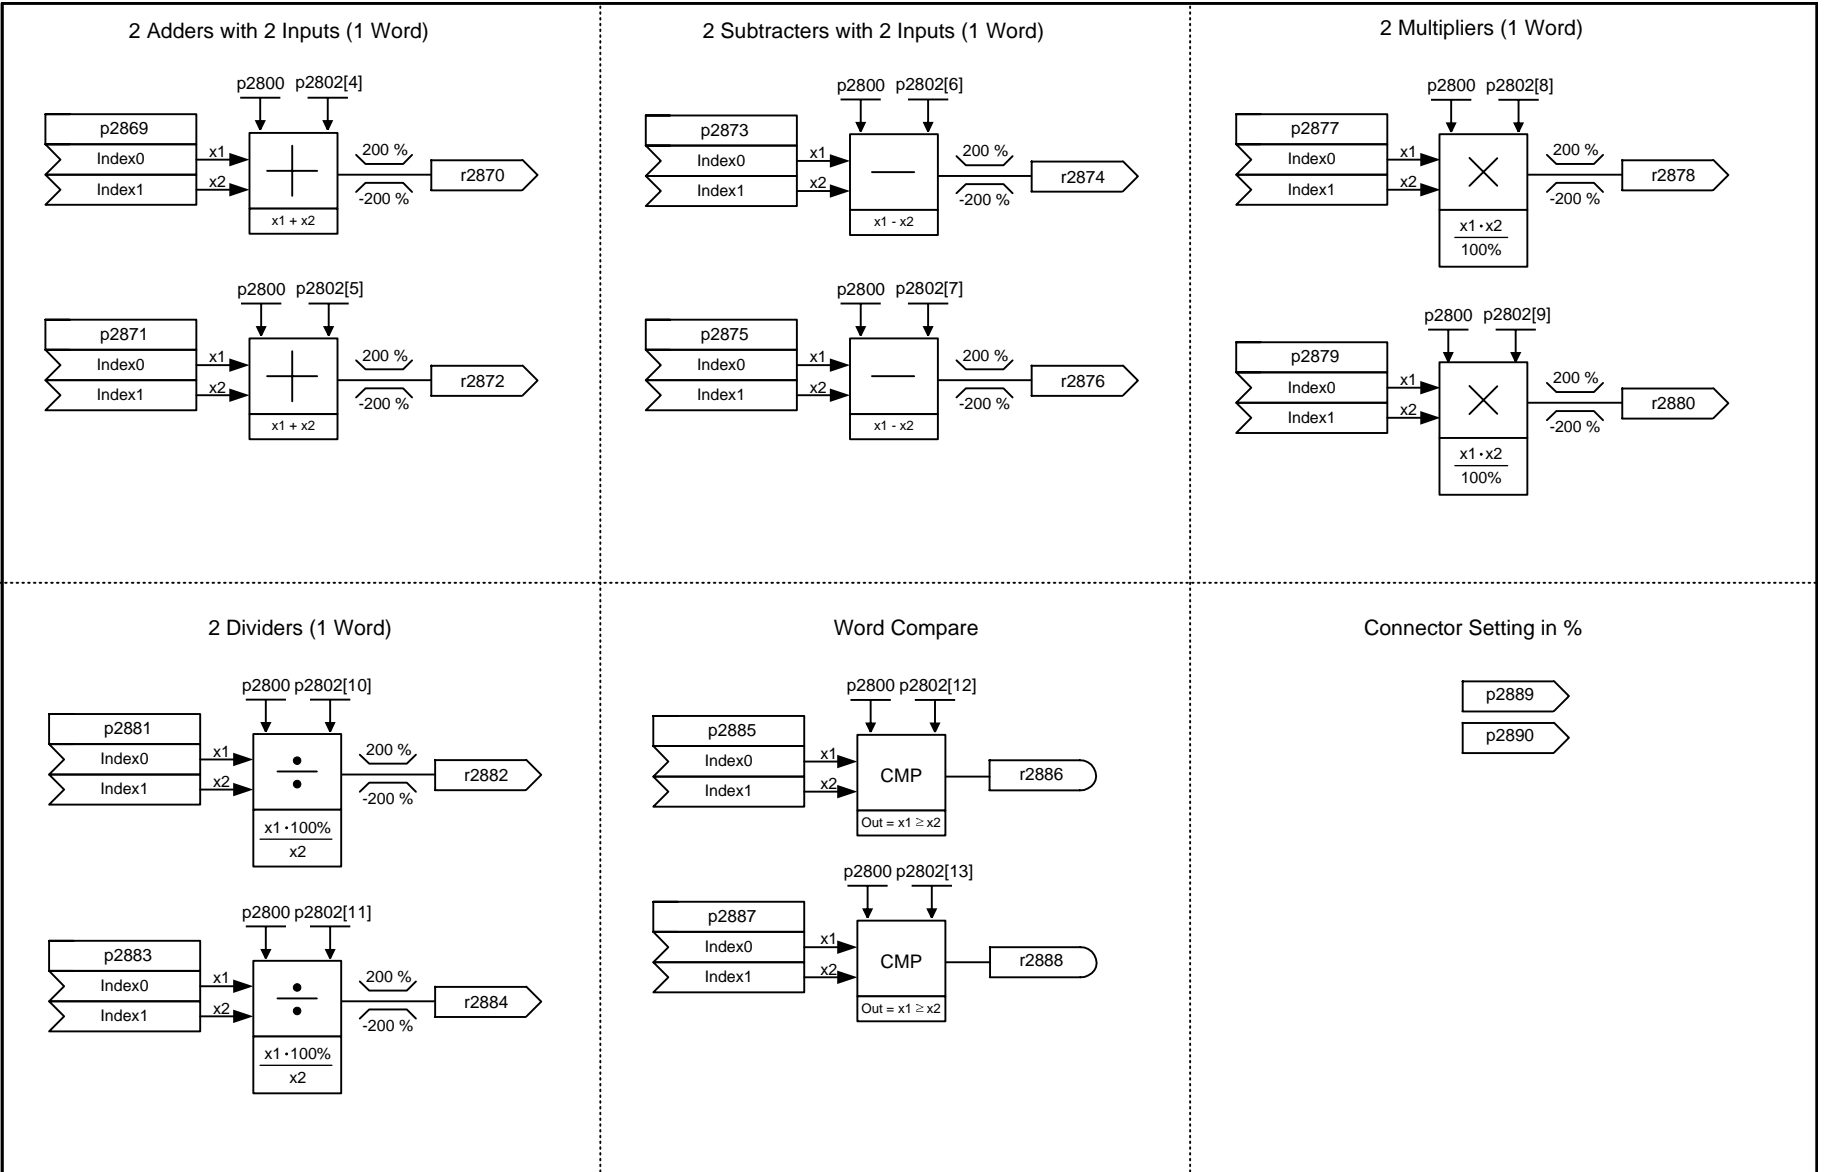 2 Adders with 2 Inputs (1 Word)
p2800 p2802[4]
p2869
Index0 x1
Index1 x2
200 %
-200 %
r2870
x1 + x2
p2800 p2802[5]
p2871
Index0 x1
Index1 x2
200 %
-200 %
r2872
x1 + x2
2 Subtracters with 2 Inputs (1 Word)
p2800 p2802[6]
p2873
Index0 x1
Index1 x2
200 %
-200 %
r2874
x1 - x2
p2800 p2802[7]
p2875
Index0 x1
Index1 x2
200 %
-200 %
r2876
x1 - x2
2 Multipliers (1 Word)
p2800 p2802[8]
p2877
Index0 x1
Index1 x2
200 %
-200 %
r2878
x1·x2
100%
p2800 p2802[9]
p2879
Index0 x1
Index1 x2
200 %
-200 %
r2880
x1·x2
100%
2 Dividers (1 Word)
p2800 p2802[10]
p2881
Index0 x1
Index1 x2
200 %
-200 %
r2882
x1·100%
x2
p2800 p2802[11]
p2883
Index0 x1
Index1 x2
200 %
-200 %
r2884
x1·100%
x2
Word Compare
p2800 p2802[12]
p2885
Index0 x1
Index1 x2
CMP
r2886
Out = x1 ≥ x2
p2800 p2802[13]
p2887
Index0 x1
Index1 x2
CMP
r2888
Out = x1 ≥ x2
Connector Setting in %
p2889
p2890